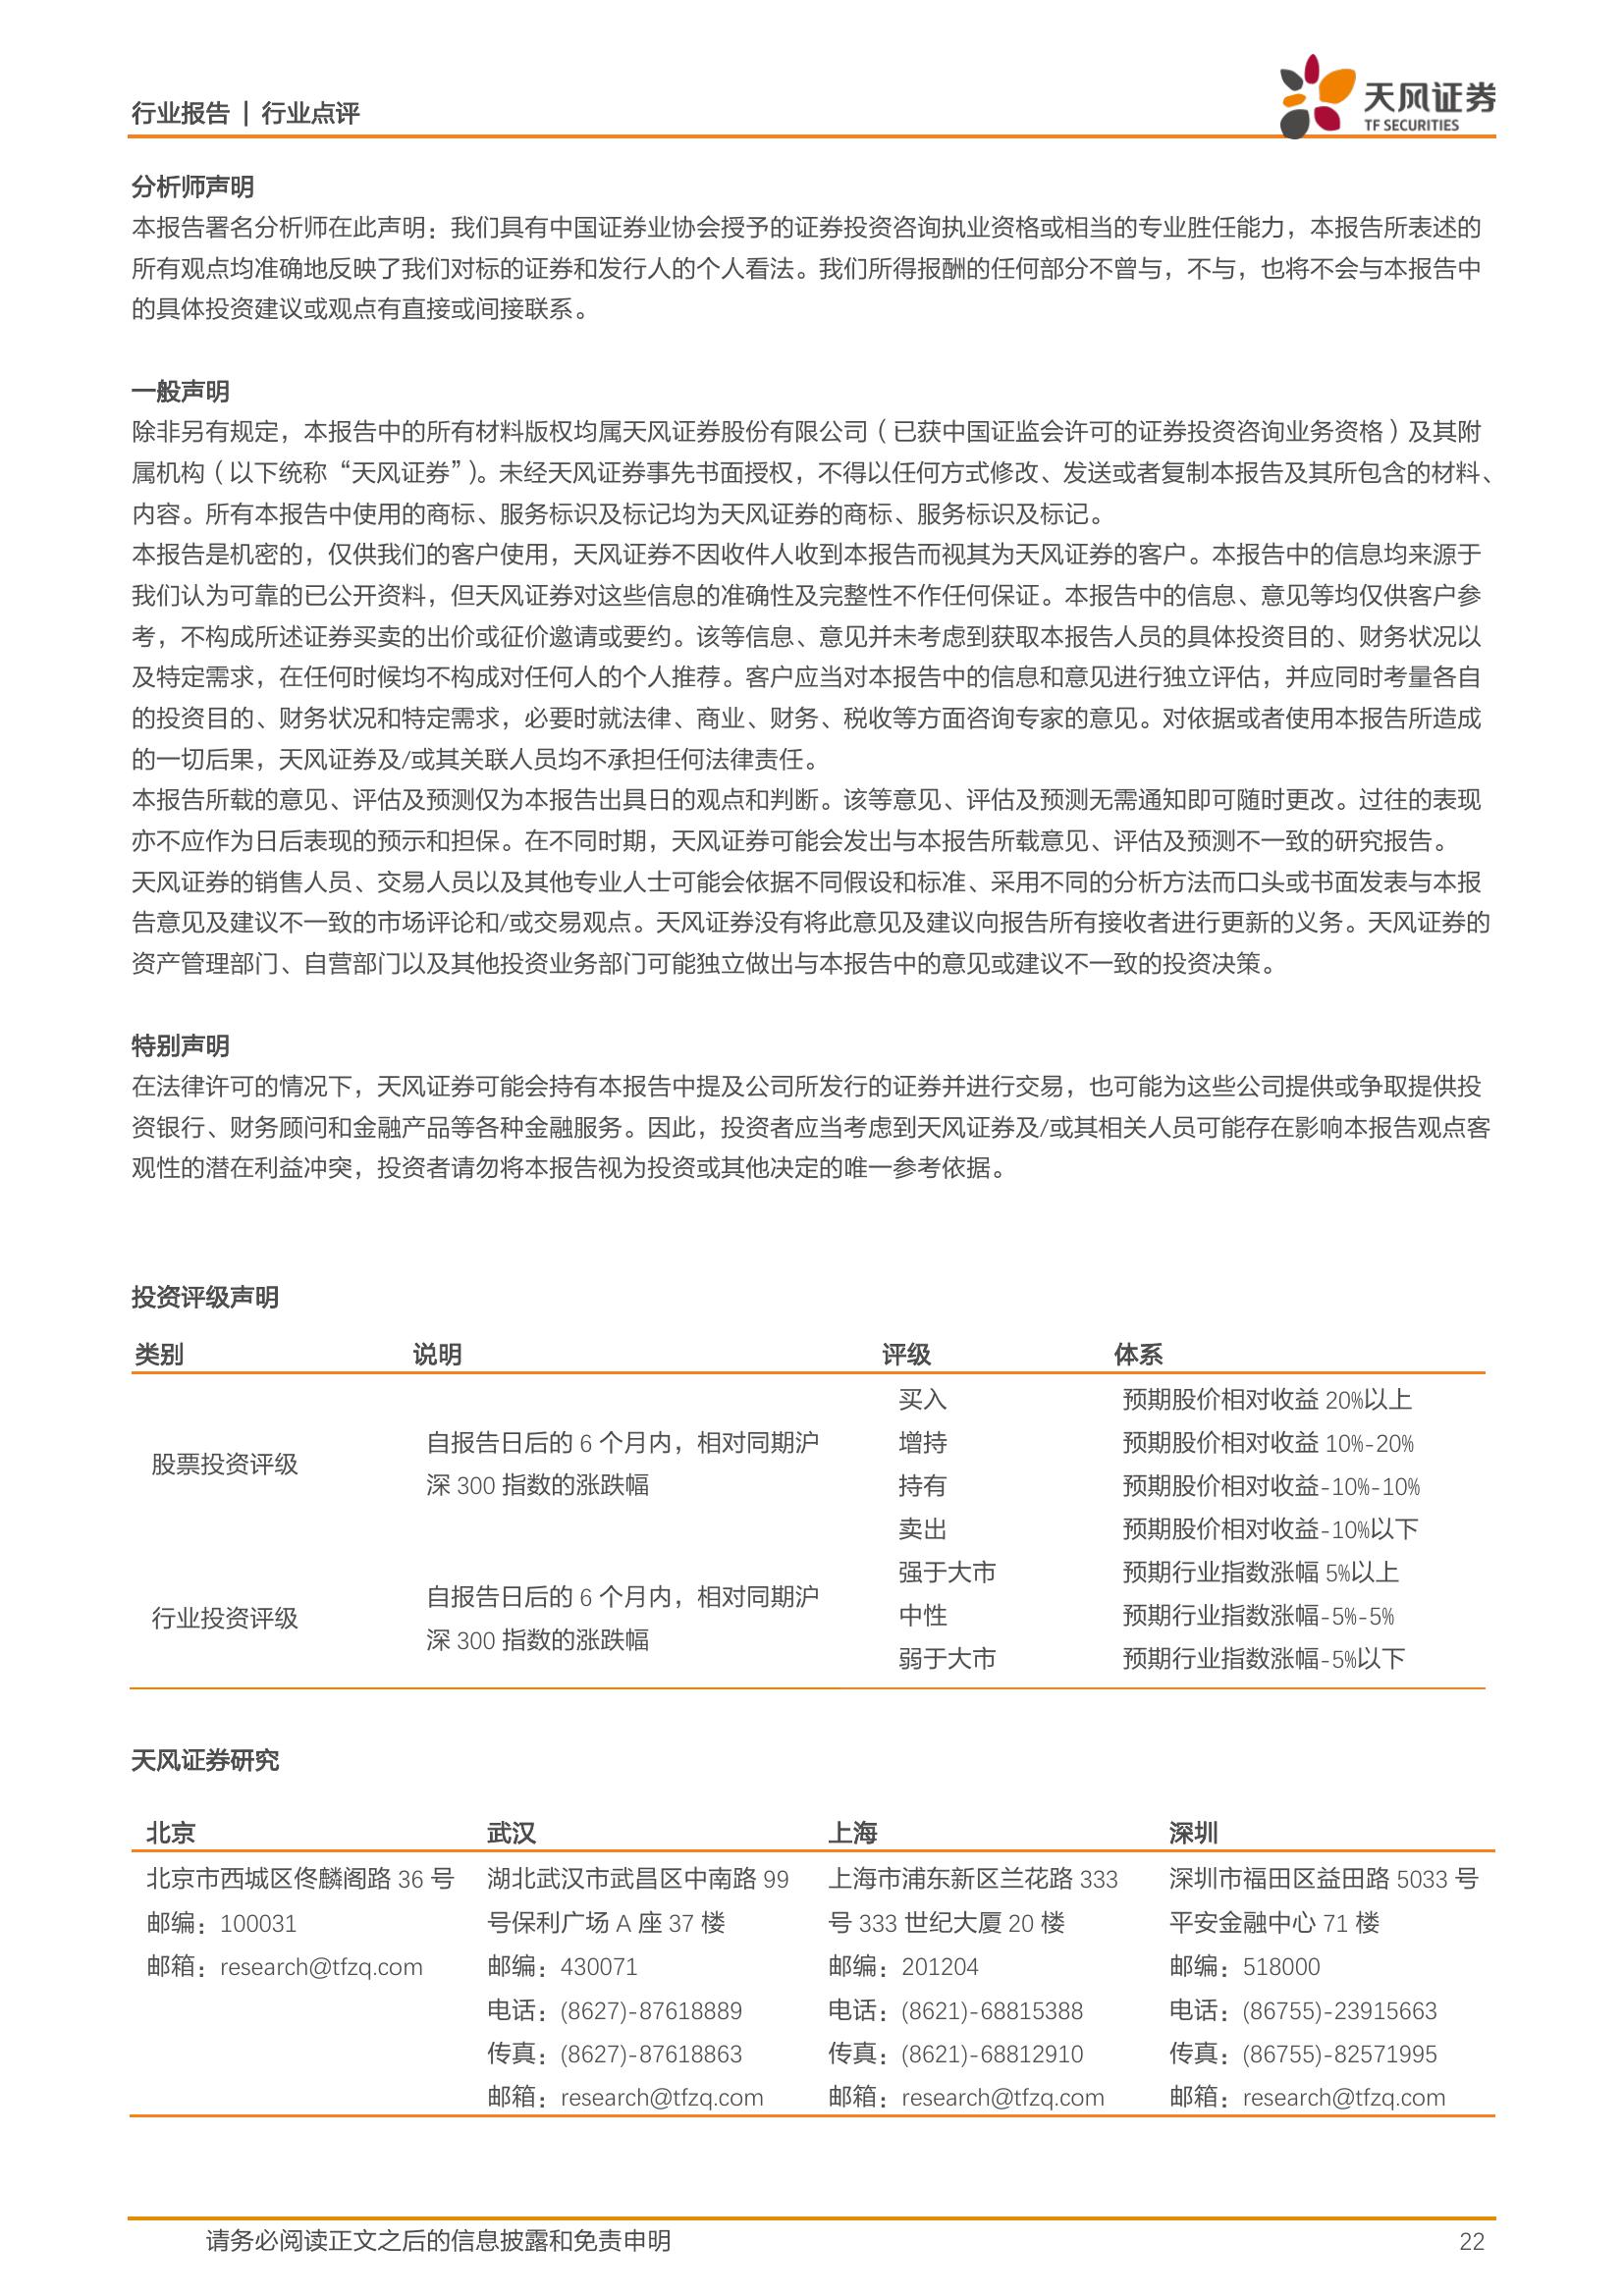 行业报告 | 行业点评
天风证券
TF SECURITIES
分析师声明
本报告署名分析师在此声明：我们具有中国证券业协会授予的证券投资咨询执业资格或相当的专业胜任能力，本报告所表述的
所有观点均准确地反映了我们对标的证券和发行人的个人看法。我们所得报酬的任何部分不曾与，不与，也将不会与本报告中
的具体投资建议或观点有直接或间接联系。
一般声明
除非另有规定，本报告中的所有材料版权均属天风证券股份有限公司（已获中国证监会许可的证券投资咨询业务资格）及其附
属机构（以下统称“天风证券”）。未经天风证券事先书面授权，不得以任何方式修改、发送或者复制本报告及其所包含的材料、
内容。所有本报告中使用的商标、服务标识及标记均为天风证券的商标、服务标识及标记。
本报告是机密的，仅供我们的客户使用，天风证券不因收件人收到本报告而视其为天风证券的客户。本报告中的信息均来源于
我们认为可靠的已公开资料，但天风证券对这些信息的准确性及完整性不作任何保证。本报告中的信息、意见等均仅供客户参
考，不构成所述证券买卖的出价或征价邀请或要约。该等信息、意见并未考虑到获取本报告人员的具体投资目的、财务状况以
及特定需求，在任何时候均不构成对任何人的个人推荐。客户应当对本报告中的信息和意见进行独立评估，并应同时考量各自
的投资目的、财务状况和特定需求，必要时就法律、商业、财务、税收等方面咨询专家的意见。对依据或者使用本报告所造成
的一切后果，天风证券及/或其关联人员均不承担任何法律责任。
本报告所载的意见、评估及预测仅为本报告出具日的观点和判断。该等意见、评估及预测无需通知即可随时更改。过往的表现
亦不应作为日后表现的预示和担保。在不同时期，天风证券可能会发出与本报告所载意见、评估及预测不一致的研究报告。
天风证券的销售人员、交易人员以及其他专业人士可能会依据不同假设和标准、采用不同的分析方法而口头或书面发表与本报
告意见及建议不一致的市场评论和/或交易观点。天风证券没有将此意见及建议向报告所有接收者进行更新的义务。天风证券的
资产管理部门、自营部门以及其他投资业务部门可能独立做出与本报告中的意见或建议不一致的投资决策。
特别声明
在法律许可的情况下，天风证券可能会持有本报告中提及公司所发行的证券并进行交易，也可能为这些公司提供或争取提供投
资银行、财务顾问和金融产品等各种金融服务。因此，投资者应当考虑到天风证券及/或其相关人员可能存在影响本报告观点客
观性的潜在利益冲突，投资者请勿将本报告视为投资或其他决定的唯一参考依据。
投资评级声明
类别 说明 评级 体系
股票投资评级
自报告日后的 6 个月内，相对同期沪
深 300 指数的涨跌幅
买入 预期股价相对收益 20%以上
增持 预期股价相对收益 10%-20%
持有 预期股价相对收益-10%-10%
卖出 预期股价相对收益-10%以下
行业投资评级
自报告日后的 6 个月内，相对同期沪
深 300 指数的涨跌幅
强于大市 预期行业指数涨幅 5%以上
中性 预期行业指数涨幅-5%-5%
弱于大市 预期行业指数涨幅-5%以下
天风证券研究
北京
北京市西城区佟麟阁路 36 号
邮编：100031
邮箱：research@tfzq.com
武汉
湖北武汉市武昌区中南路 99
号保利广场 A 座 37 楼
邮编：430071
电话：(8627)-87618889
传真：(8627)-87618863
邮箱：research@tfzq.com
上海
上海市浦东新区兰花路 333
号 333 世纪大厦 20 楼
邮编：201204
电话：(8621)-68815388
传真：(8621)-68812910
邮箱：research@tfzq.com
深圳
深圳市福田区益田路 5033 号
平安金融中心 71 楼
邮编：518000
电话：(86755)-23915663
传真：(86755)-82571995
邮箱：research@tfzq.com
请务必阅读正文之后的信息披露和免责申明
22